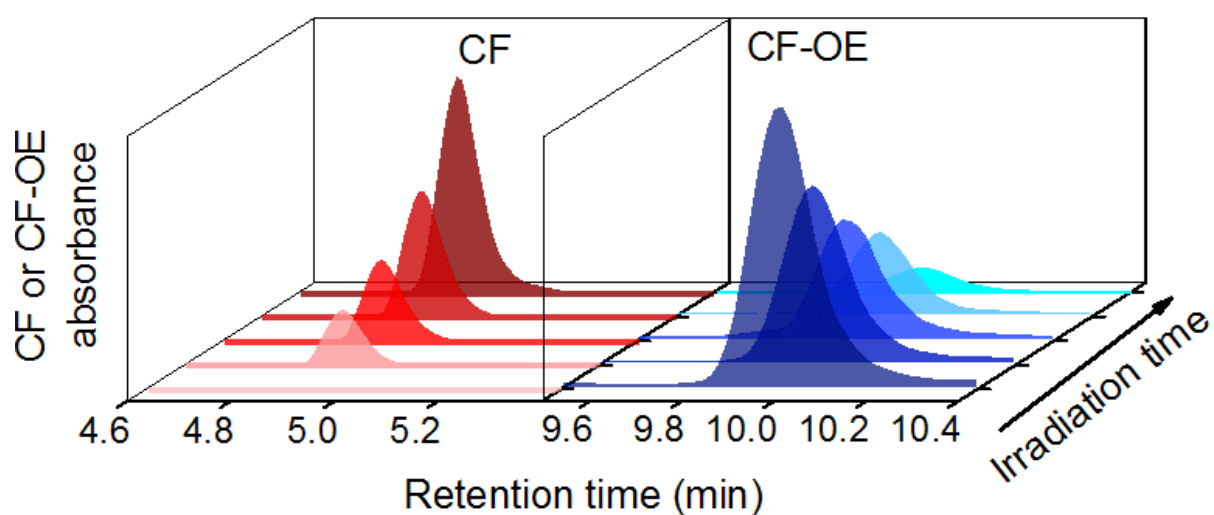 CF
CF-OE
CF or CF-OE
absorbance
4.6 4.8 5.0 5.2 9.6 9.8 10.0 10.2 10.4
Irradiation time
Retention time (min)